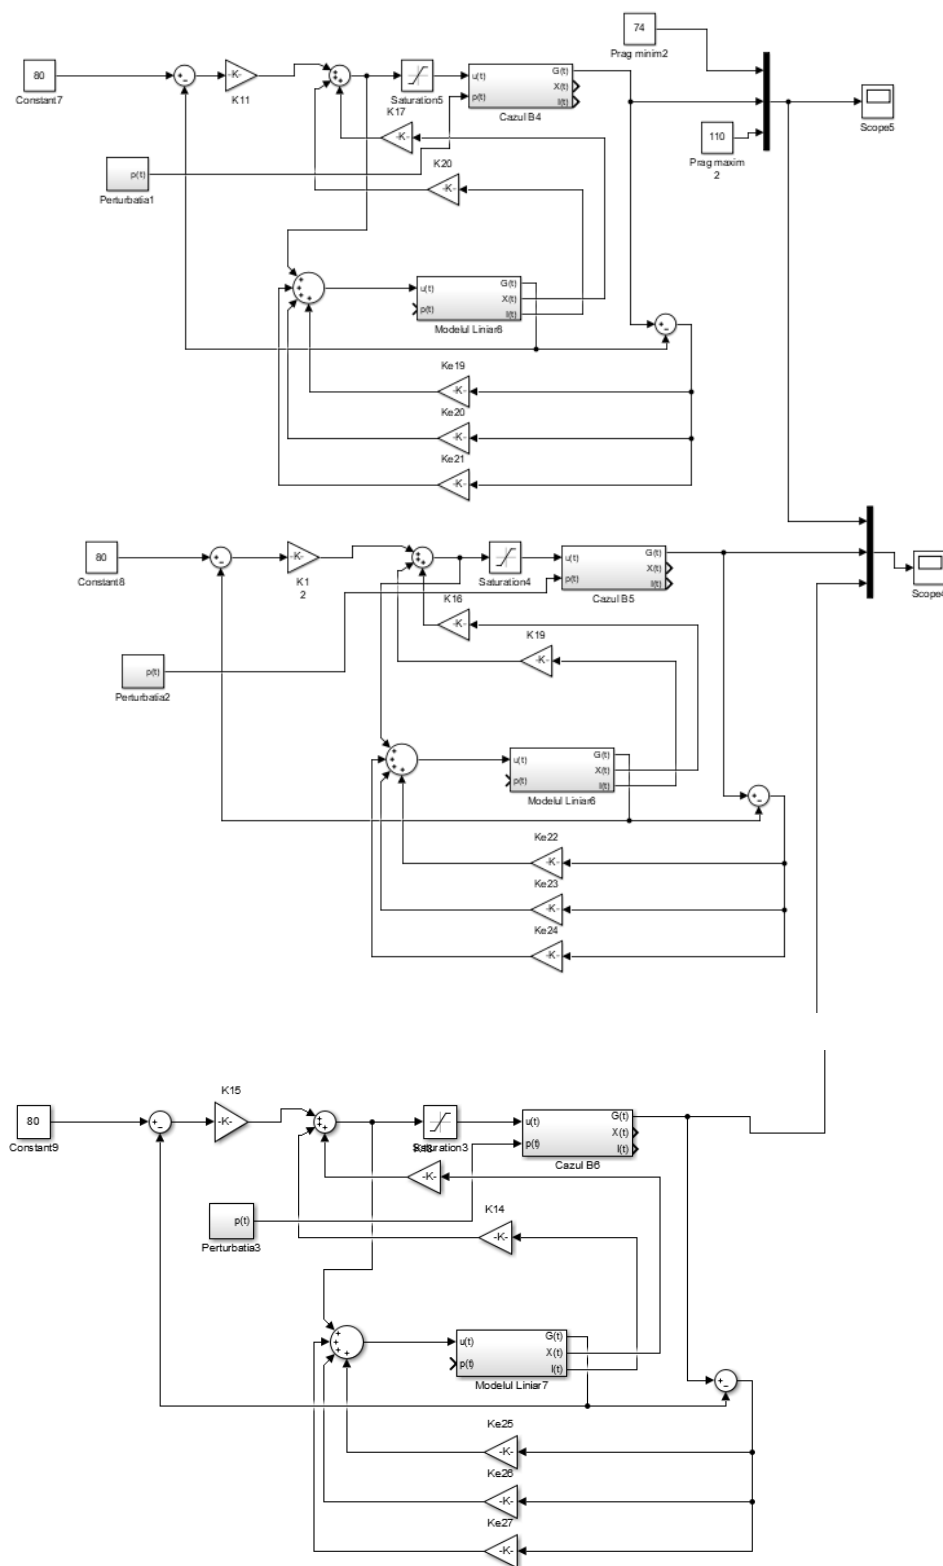 74
Prag minim2
80
Constant7
-K-
K11
Saturation5
u(t)
p(t)
G(t)
X(t)
I(t)
Cazul B4
Scope5
K17
-K-
110
Prag maxim
2
p(t)
Perturbatia1
K20
-K-
u(t)
p(t)
G(t)
X(t)
I(t)
Modelul Liniar8
Ke19
-K-
Ke20
-K-
Ke21
-K-
80
Constant8
-K-
K1
2
Saturation4
u(t)
p(t)
G(t)
X(t)
I(t)
Cazul B5
Scope4
K16
-K-
K19
-K-
p(t)
Perturbatia2
u(t)
p(t)
G(t)
X(t)
I(t)
Modelul Liniar6
Ke22
-K-
Ke23
-K-
Ke24
-K-
K15
80
Constant9
-K-
Saturation3
u(t)
p(t)
G(t)
X(t)
I(t)
Cazul B6
-K-
p(t)
Perturbatia3
K14
-K-
u(t)
p(t)
G(t)
X(t)
I(t)
Modelul Liniar7
Ke25
-K-
Ke26
-K-
Ke27
-K-